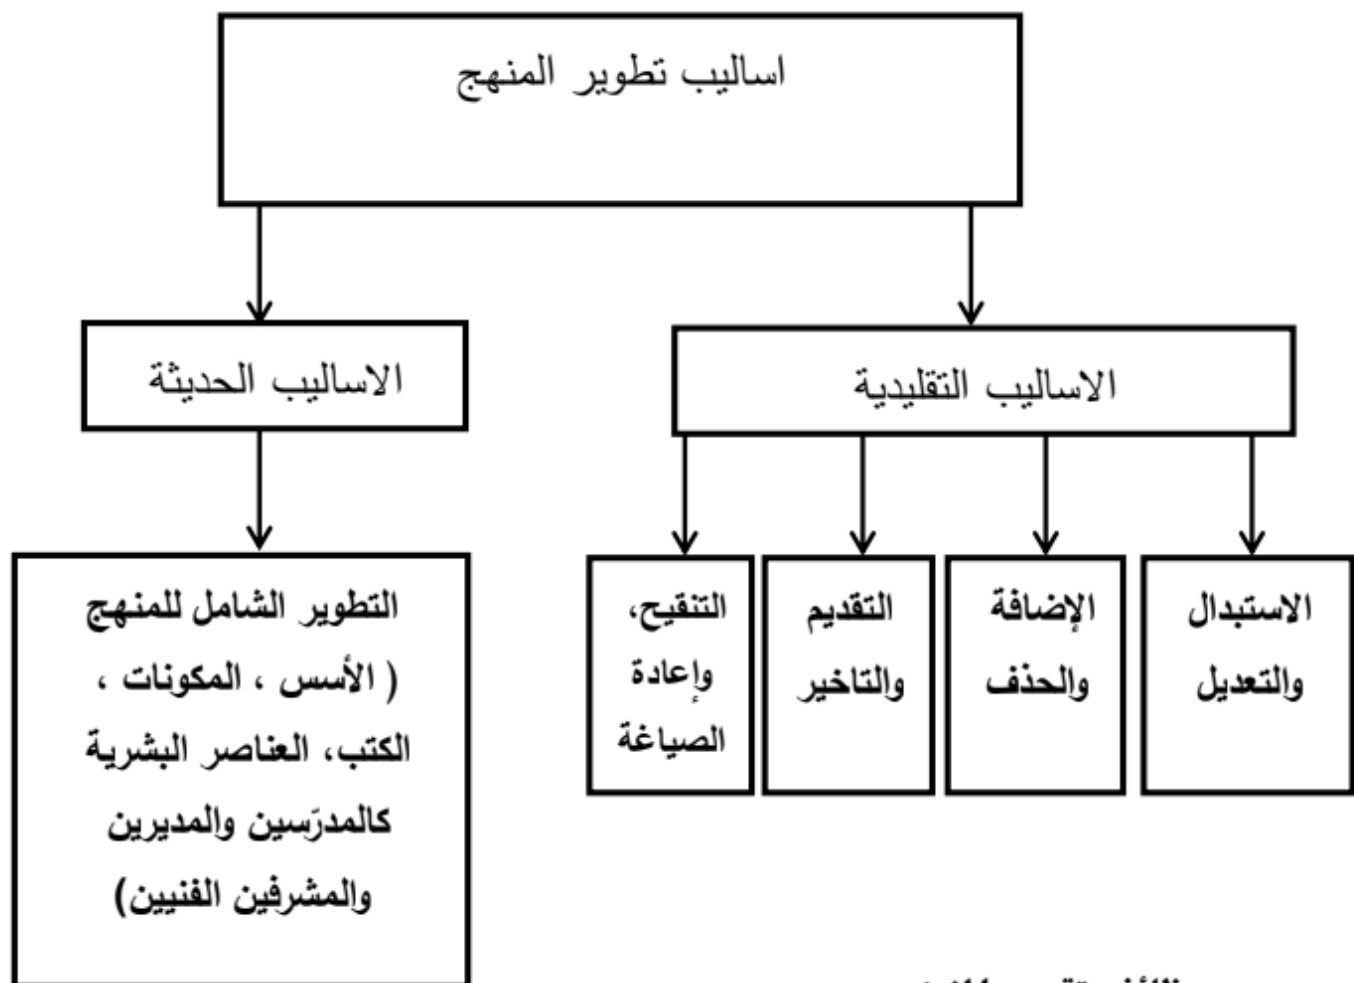 اساليب تطوير المنهج
الاساليب التقليدية
الاساليب الحديثة
الاستبدال
والتعديل
الإضافة
والحذف
التقديم
والتاخير
التنقيح،
وإعادة
الصياغة
التطوير الشامل للمنهج
( الأسس ، المكونات ،
الكتب، العناصر البشرية
كالمدرّسين والمديرين
والمشرفين الفنيين)